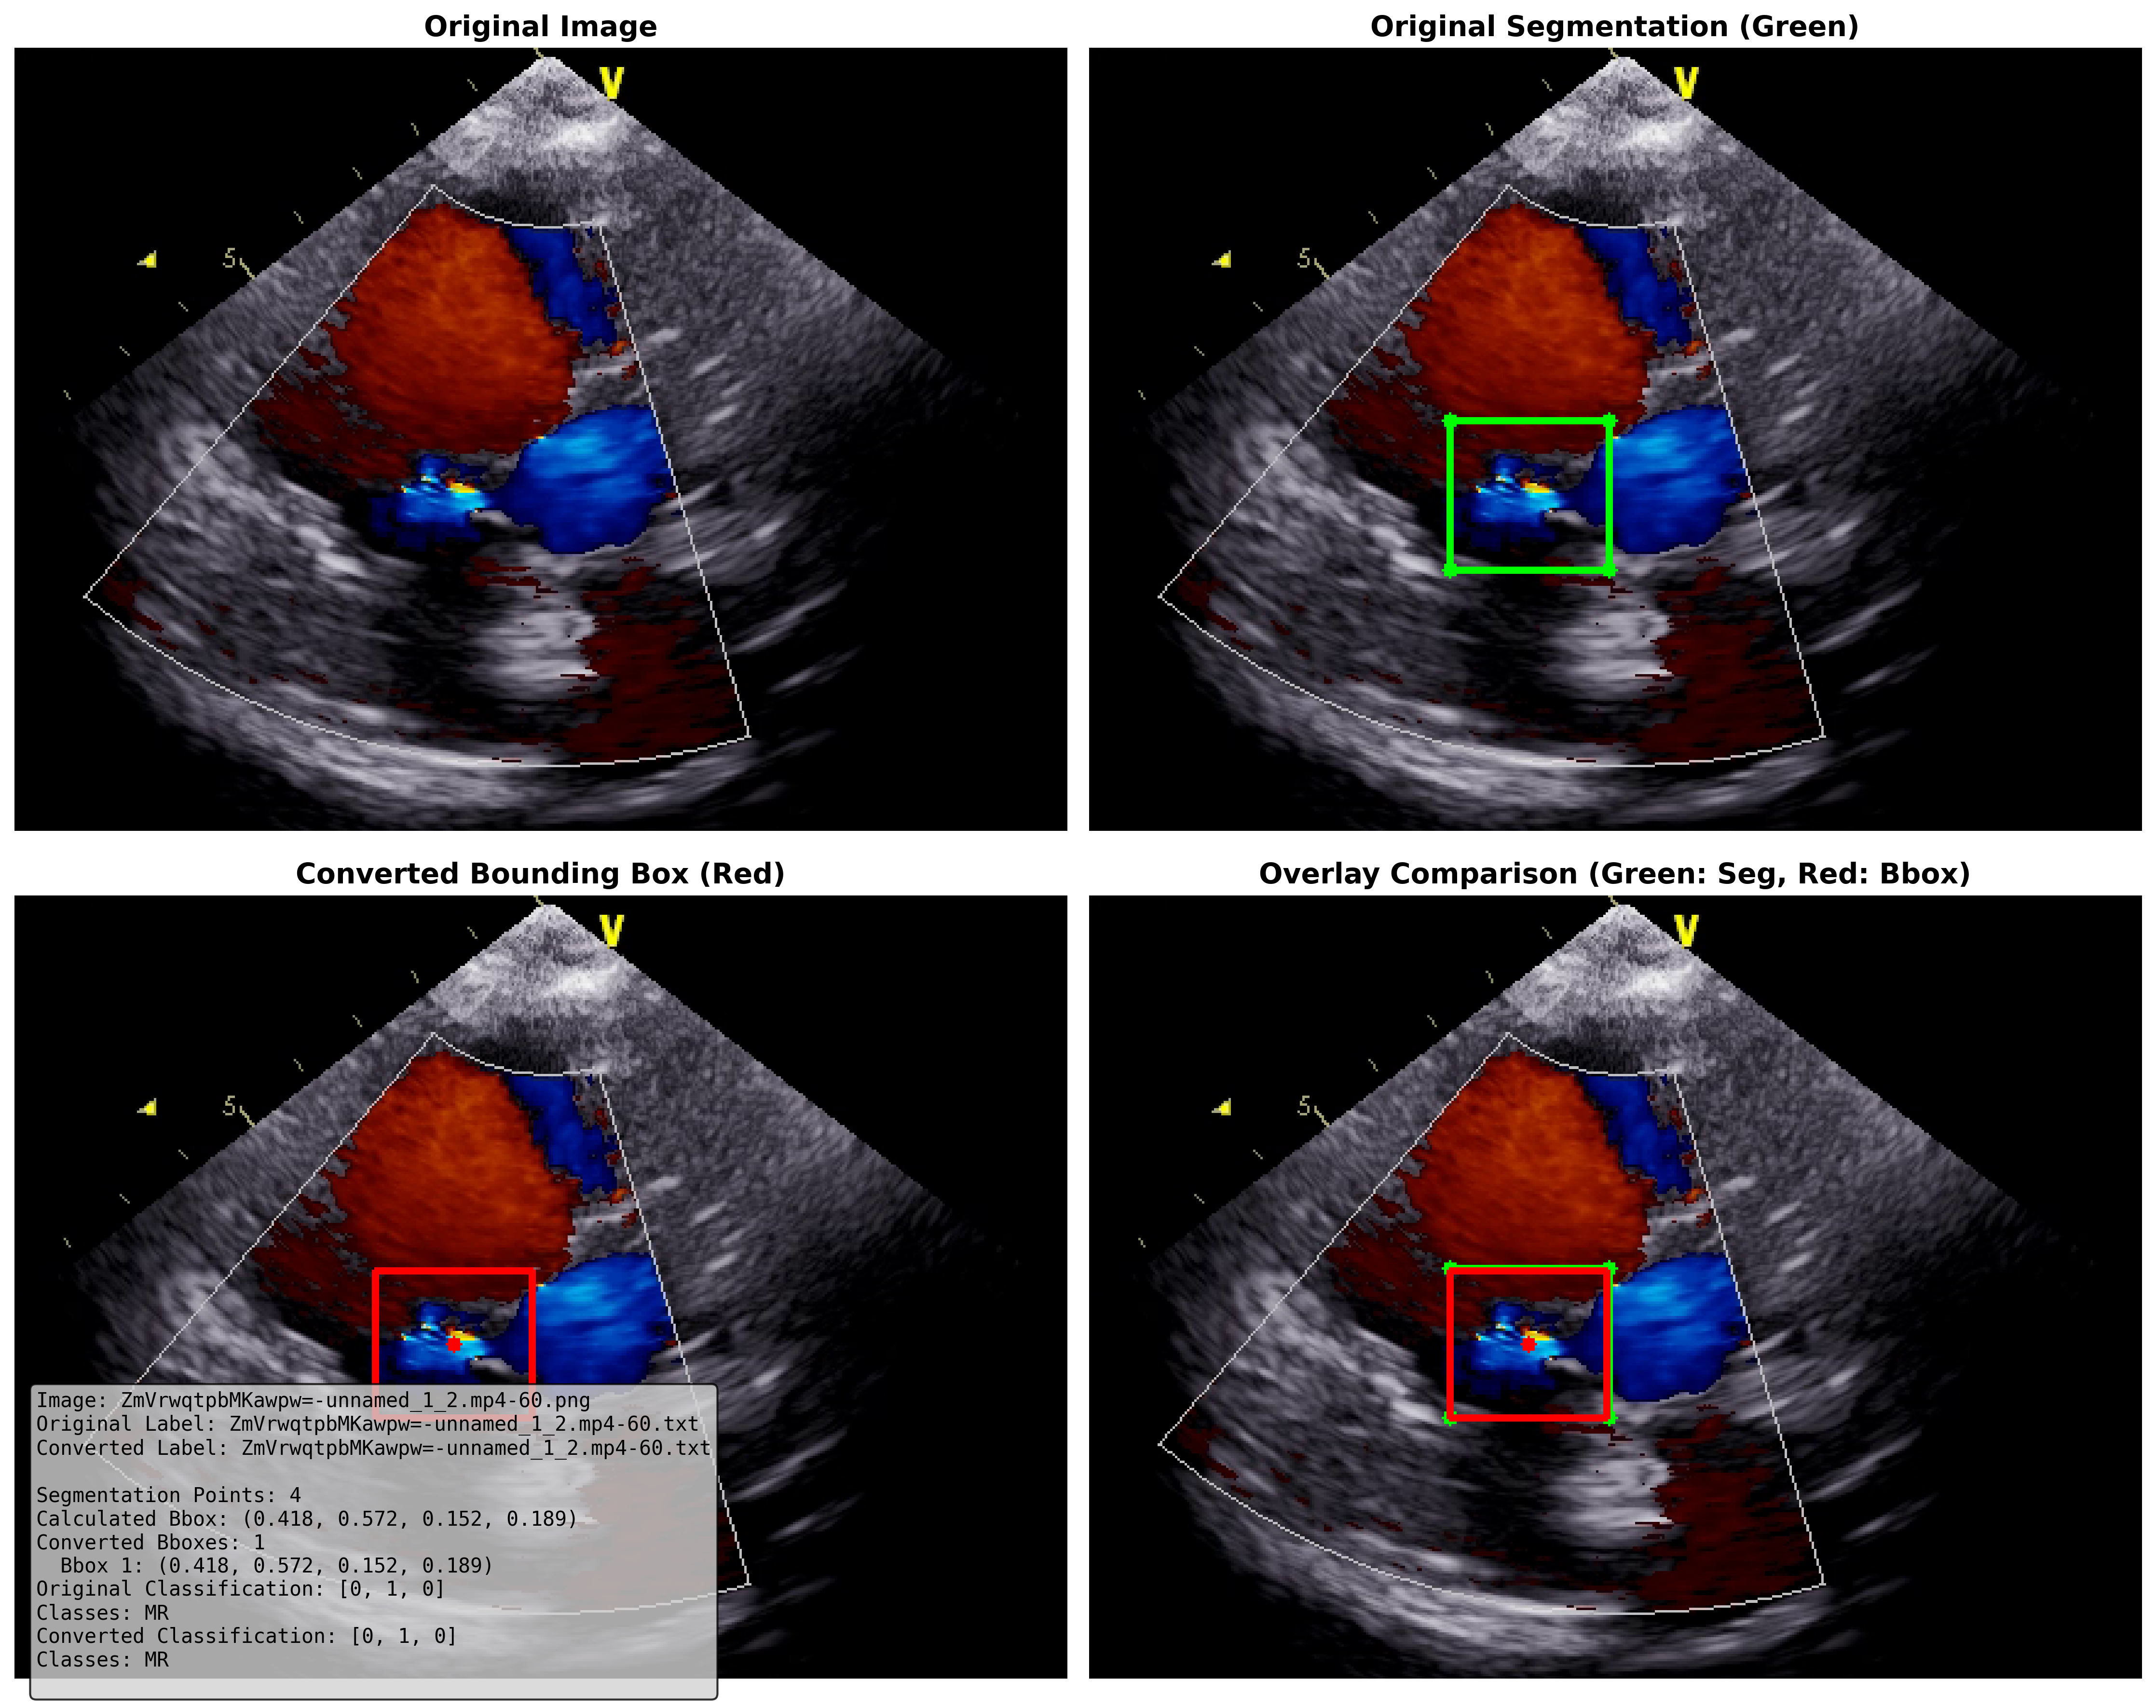 Original Image
Original Segmentation (Green)
V
5
V
5
Converted Bounding Box (Red)
Overlay Comparison (Green: Seg, Red: Bbox)
V
5
V
5
Image: ZmVrwqtpbMKawpw=-unnamed_1_2.mp4-60.png
Original Label: ZmVrwqtpbMKawpw=-unnamed_1_2.mp4-60.txt
Converted Label: ZmVrwqtpbMKawpw=-unnamed_1_2.mp4-60.txt
Segmentation Points: 4
Calculated Bbox: (0.418, 0.572, 0.152, 0.189)
Converted Bboxes: 1
Bbox 1: (0.418, 0.572, 0.152, 0.189)
Original Classification: [0, 1, 0]
Classes: MR
Converted Classification: [0, 1, 0]
Classes: MR